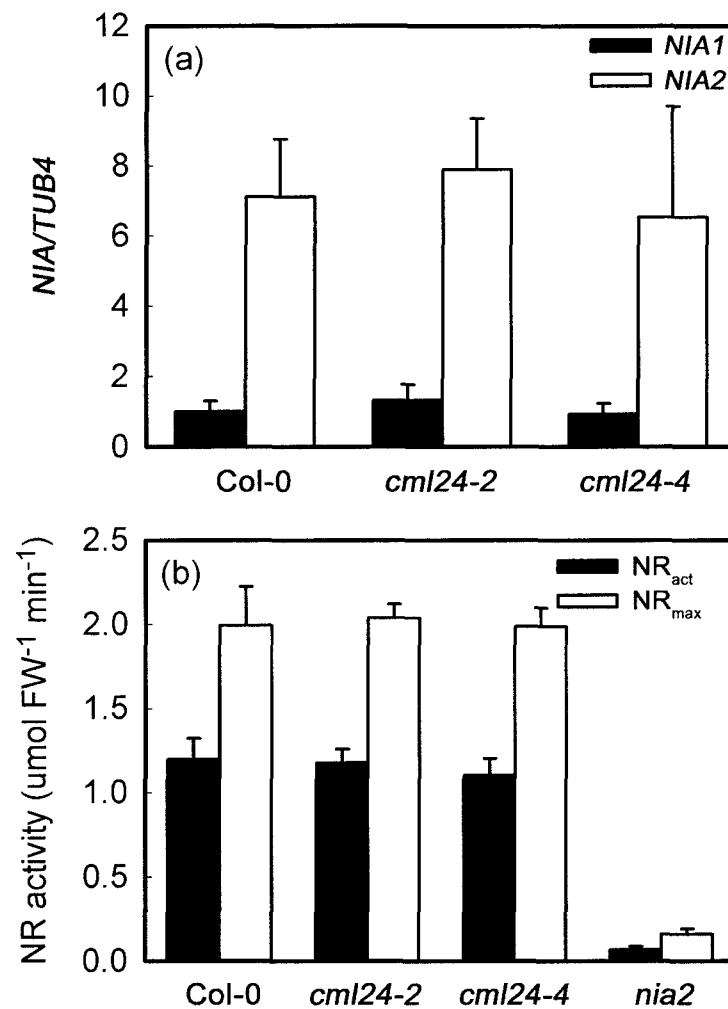 (a)
NIA1
NIA2
NIA/TUB4
12
10
8
6
4
2
0
Col-0 cml24-2 cml24-4
(b)
NRact
NRmax
NR activity (umol FW-1 min-1)
2.5
2.0
1.5
1.0
0.5
0.0
Col-0 cml24-2 cml24-4 nia2